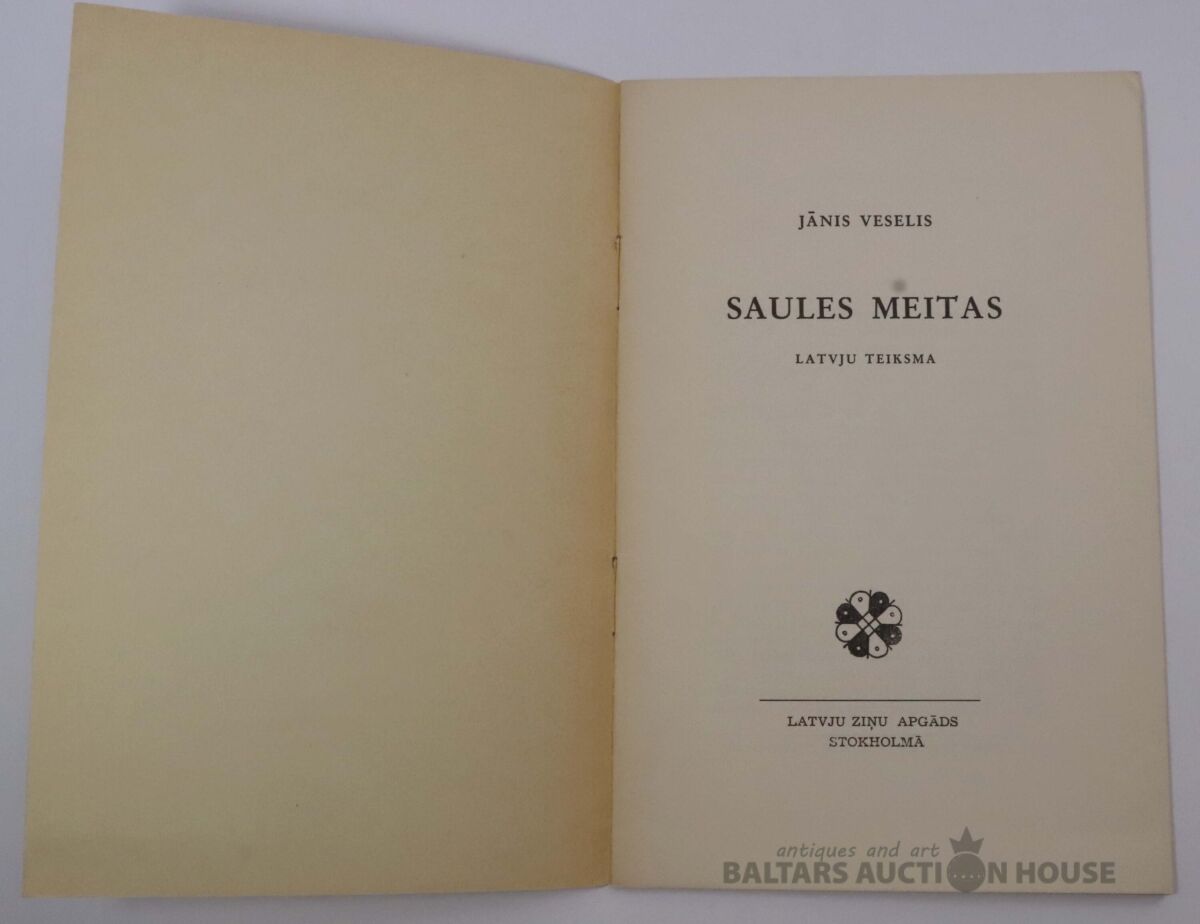 JĀNIS VESELIS
SAULES MEITAS
LATVJU TEIKSMA
LATVJU ZIŅU APGĀDS
STOKHOLMĀ
antiques and art
BALTARS AUCTION HOUSE